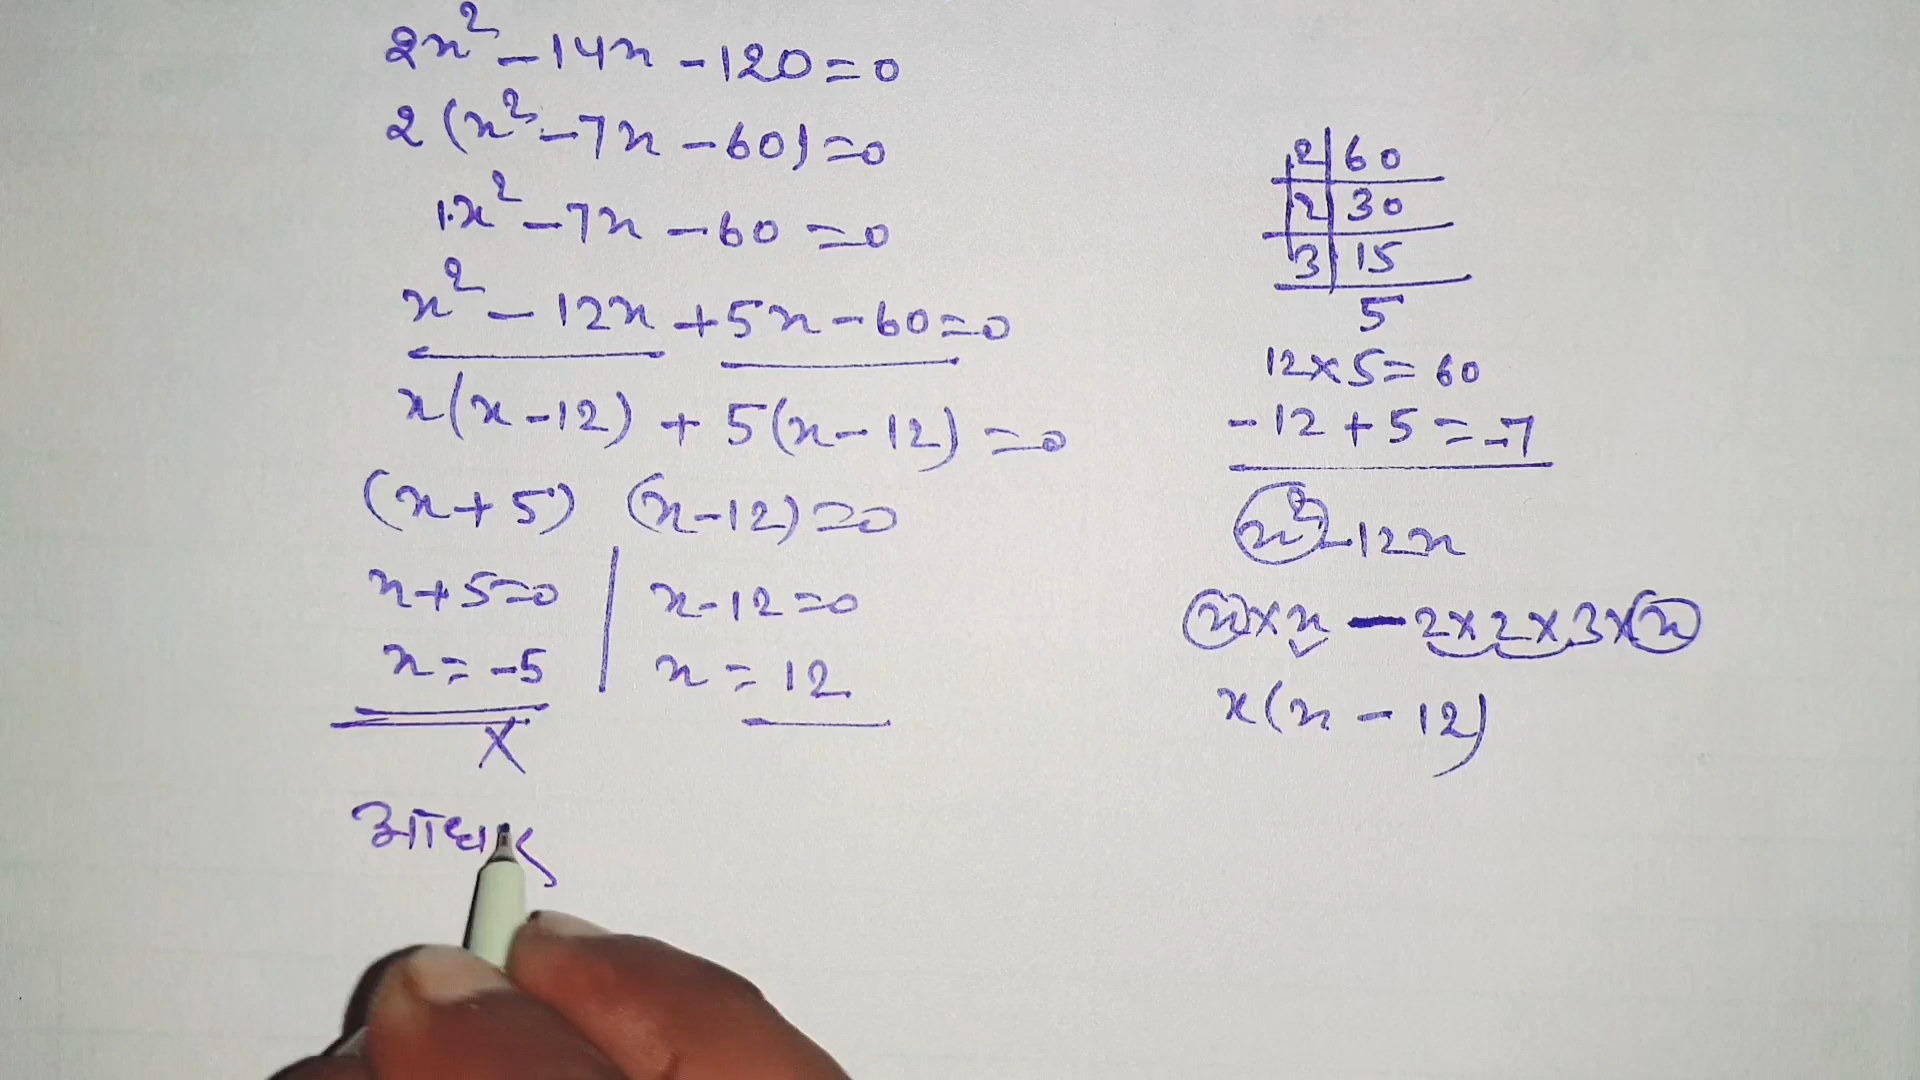 2x² - 14x - 120 = 0
2(x² - 7x - 60) = 0
1.x² - 7x - 60 = 0
x² - 12x + 5x - 60 = 0
x(x - 12) + 5(x - 12) = 0
(x + 5) (x - 12) = 0
x + 5 = 0 | x - 12 = 0
x = -5 | x = 12
X
आधार
2|60
2|30
3|15
5
12 × 5 = 60
-12 + 5 = -7
x² - 12x
x × x - 2 × 2 × 3 × x
x(x - 12)